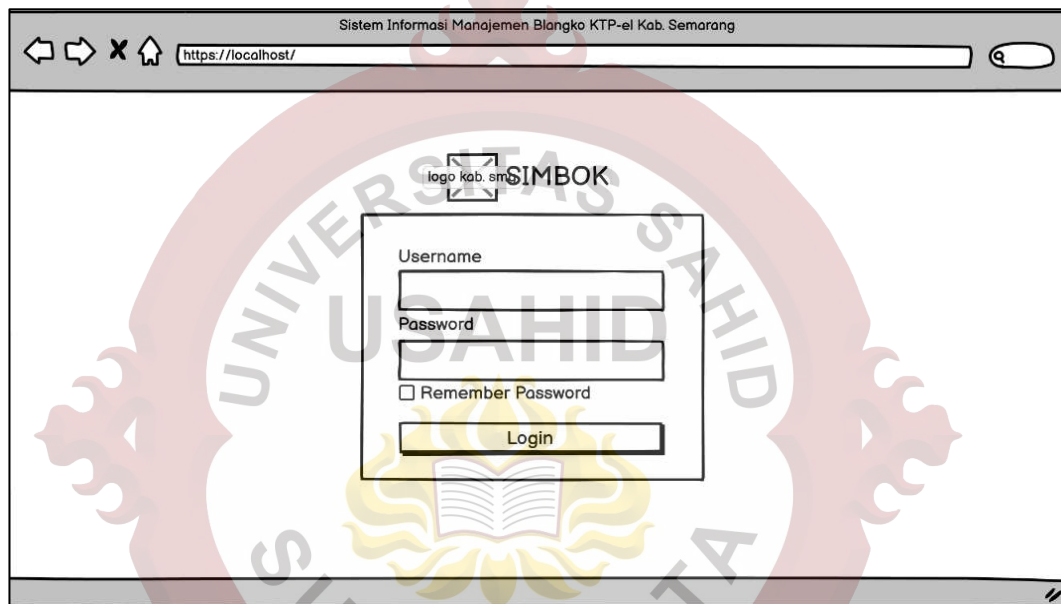 Sistem Informasi Manajemen Blangko KTP-el Kab. Semarang
https://localhost/
logo kab. smg
SIMBOK
Username
Password
Remember Password
Login
UNIVERSITAS SAHID
USAHID